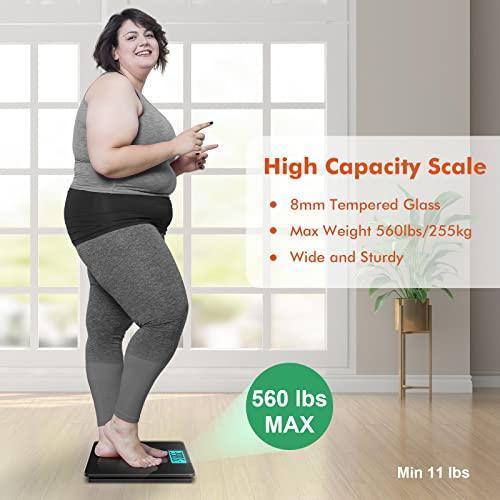 High Capacity Scale
8mm Tempered Glass
Max Weight 560lbs/255kg
Wide and Sturdy
560 lbs
MAX
Min 11 lbs